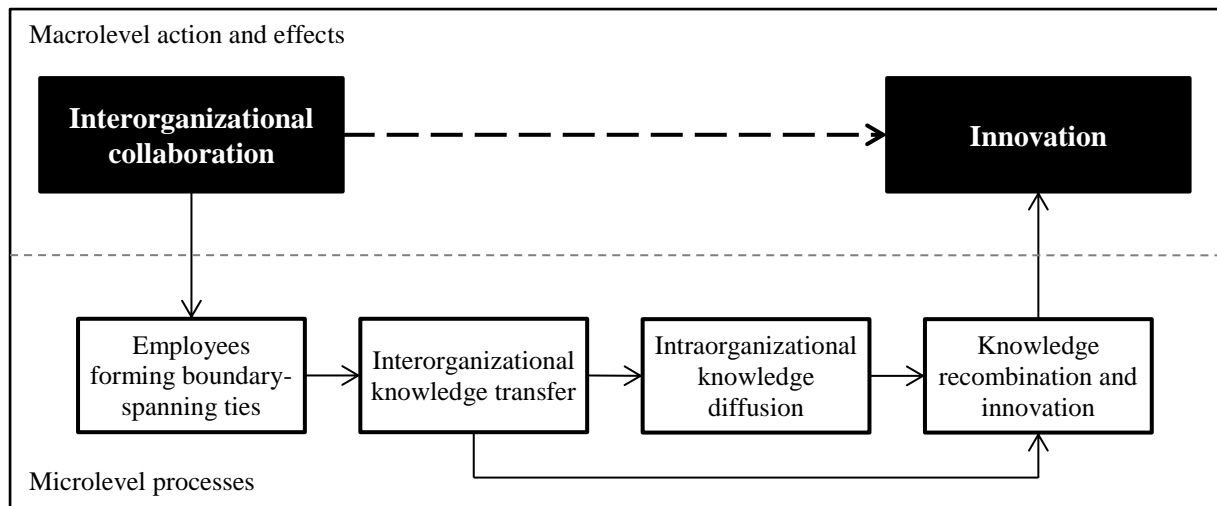 Macrolevel action and effects
Interorganizational
collaboration
Innovation
Employees
forming boundary-
spanning ties
Interorganizational
knowledge transfer
Intraorganizational
knowledge
diffusion
Knowledge
recombination and
innovation
Microlevel processes